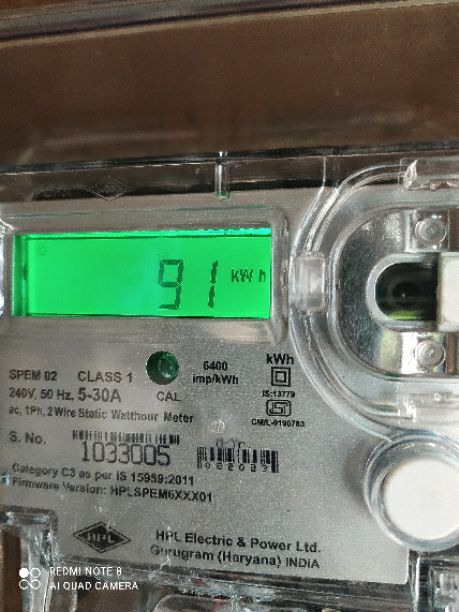 91 KW h
SPEM 02 CLASS 1 6400 kWh
240V, 50 Hz, 5-30A CAL imp/kWh
IS:13779
ac, 1Ph, 2 Wire Static Watthour Meter
CM/L-9190783
S. No. 1033005
Category C3 as per IS 15959:2011
Firmware Version: HPLSPEM6XXX01
HPL
HPL Electric & Power Ltd.
Gurugram (Haryana) INDIA
REDMI NOTE 8
AI QUAD CAMERA